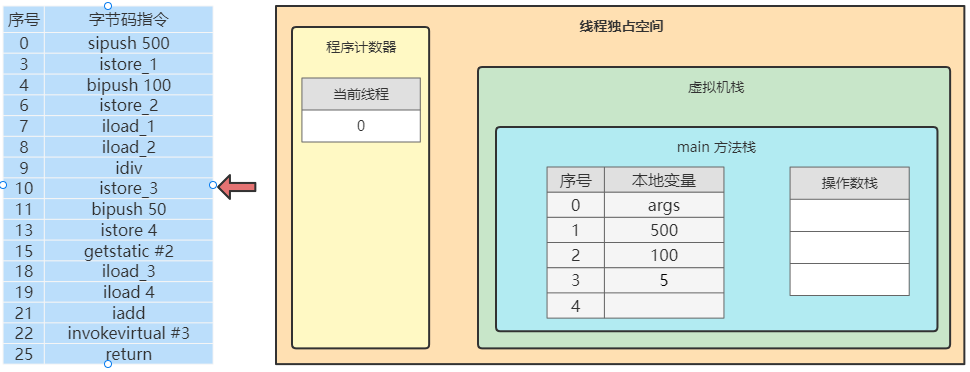 序号 字节码指令
0 sipush 500
3 istore_1
4 bipush 100
6 istore_2
7 iload_1
8 iload_2
9 idiv
10 istore_3
11 bipush 50
13 istore 4
15 getstatic #2
18 iload_3
19 iload 4
21 iadd
22 invokevirtual #3
25 return
线程独占空间
程序计数器
当前线程
0
虚拟机栈
main 方法栈
序号 本地变量
0 args
1 500
2 100
3 5
4
操作数栈